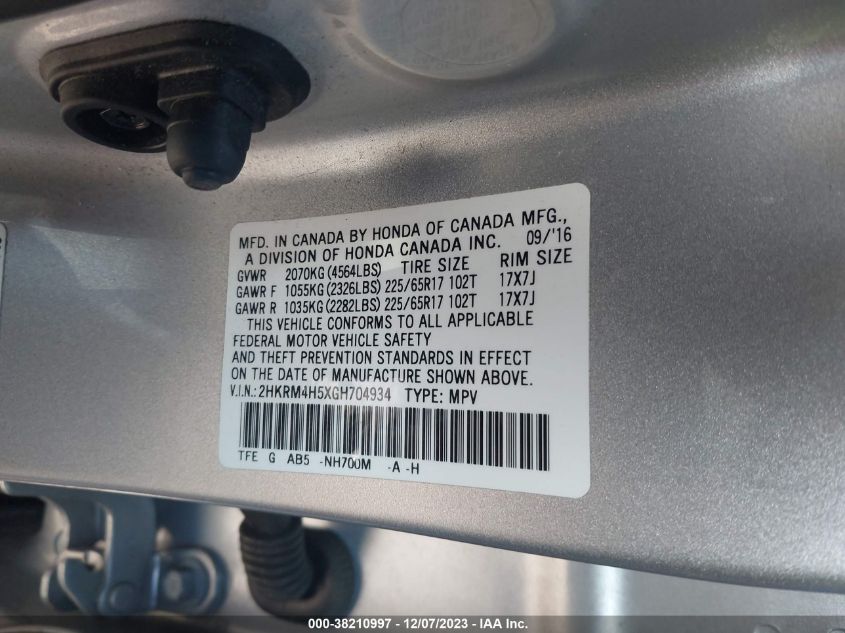 MFD. IN CANADA BY HONDA OF CANADA MFG.,
A DIVISION OF HONDA CANADA INC. 09/'16
GVWR 2070KG (4564LBS) TIRE SIZE RIM SIZE
GAWR F 1055KG (2326LBS) 225/65R17 102T 17X7J
GAWR R 1035KG (2282LBS) 225/65R17 102T 17X7J
THIS VEHICLE CONFORMS TO ALL APPLICABLE
FEDERAL MOTOR VEHICLE SAFETY
AND THEFT PREVENTION STANDARDS IN EFFECT
ON THE DATE OF MANUFACTURE SHOWN ABOVE.
V.I.N.: 2HKRM4H5XGH704934 TYPE: MPV
TFE G AB5 -NH700M -A -H
000-38210997 - 12/07/2023 - IAA Inc.